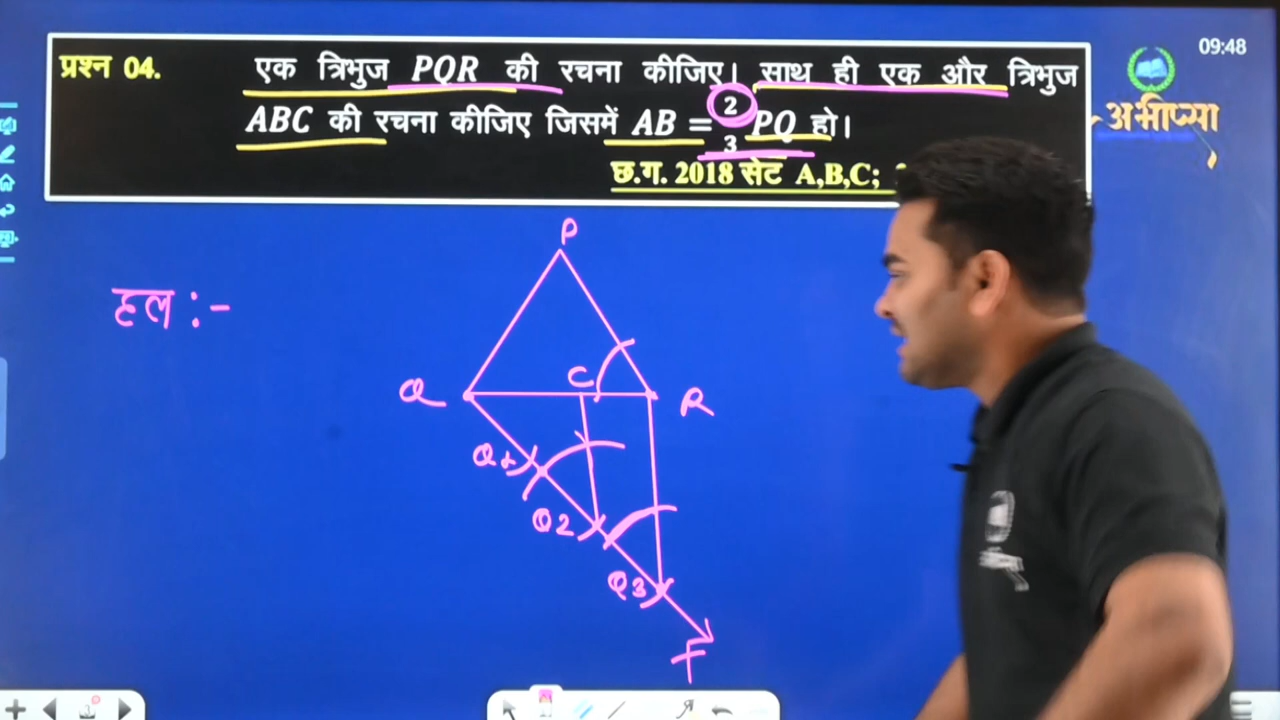 09:48
प्रश्न 04. एक त्रिभुज PQR की रचना कीजिए। साथ ही एक और त्रिभुज
ABC की रचना कीजिए जिसमें AB = 2/3 PQ हो।
छ.ग. 2018 सेट A,B,C;
अभीप्सा
हल :-
P
C
Q
R
Q1
Q2
Q3
F